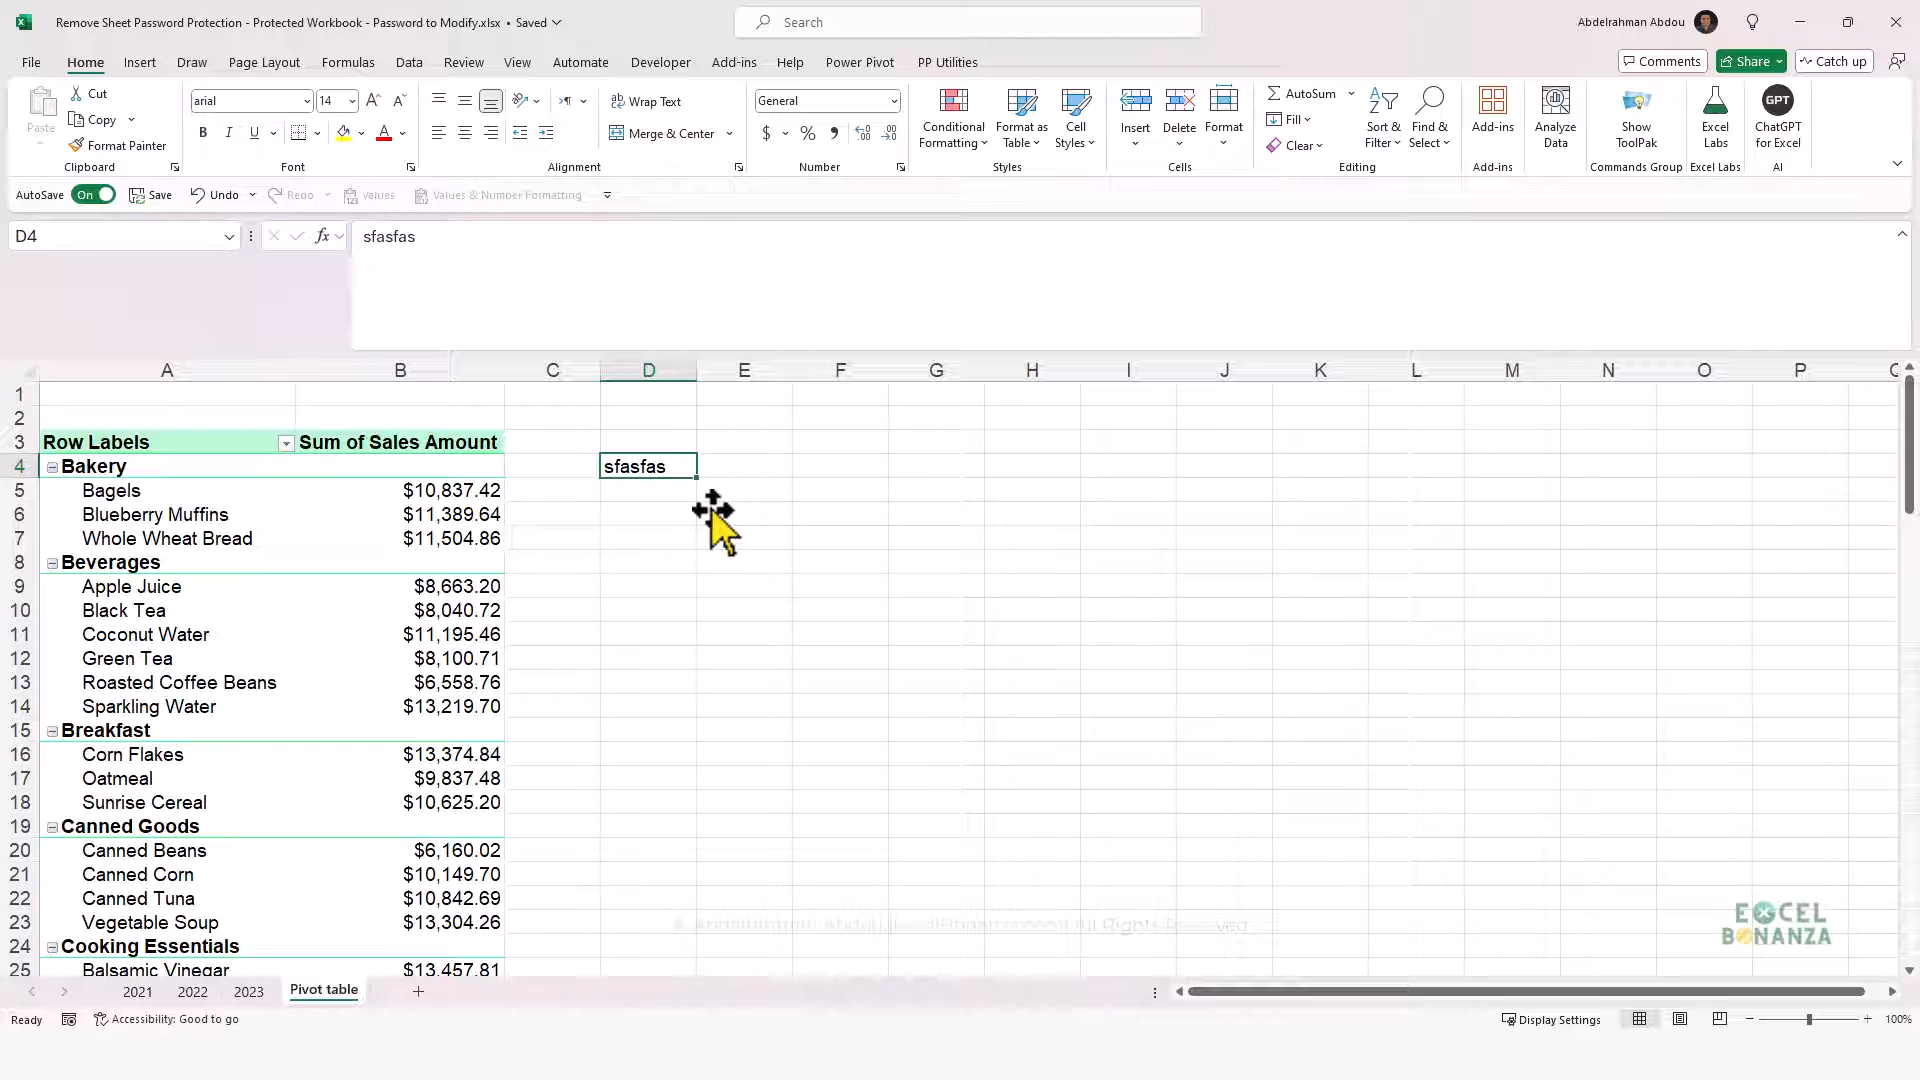 Remove Sheet Password Protection - Protected Workbook - Password to Modify.xlsx • Saved
Search
Abdelrahman Abdou
File Home Insert Draw Page Layout Formulas Data Review View Automate Developer Add-ins Help Power Pivot PP Utilities
Comments Share Catch up
Paste
Cut
Copy
Format Painter
Clipboard
arial 14
B I U A
Font
Wrap Text
Merge & Center
Alignment
General
$ % ,
Number
Conditional Formatting
Format as Table
Cell Styles
Styles
Insert Delete Format
Cells
AutoSum
Fill
Clear
Sort & Filter
Find & Select
Editing
Add-ins
Add-ins
Analyze Data
Show ToolPak
Commands Group
Excel Labs
Excel Labs
GPT
ChatGPT for Excel
AI
AutoSave On Save Undo Redo Values Values & Number Formatting
D4 fx sfasfas
A B C D E F G H I J K L M N O P
1
2
3 Row Labels Sum of Sales Amount
4 Bakery sfasfas
5 Bagels $10,837.42
6 Blueberry Muffins $11,389.64
7 Whole Wheat Bread $11,504.86
8 Beverages
9 Apple Juice $8,663.20
10 Black Tea $8,040.72
11 Coconut Water $11,195.46
12 Green Tea $8,100.71
13 Roasted Coffee Beans $6,558.76
14 Sparkling Water $13,219.70
15 Breakfast
16 Corn Flakes $13,374.84
17 Oatmeal $9,837.48
18 Sunrise Cereal $10,625.20
19 Canned Goods
20 Canned Beans $6,160.02
21 Canned Corn $10,149.70
22 Canned Tuna $10,842.69
23 Vegetable Soup $13,304.26
24 Cooking Essentials
25 Balsamic Vinegar $13,457.81
All Rights
EXCEL
BONANZA
2021 2022 2023 Pivot table
Ready Accessibility: Good to go Display Settings 100%